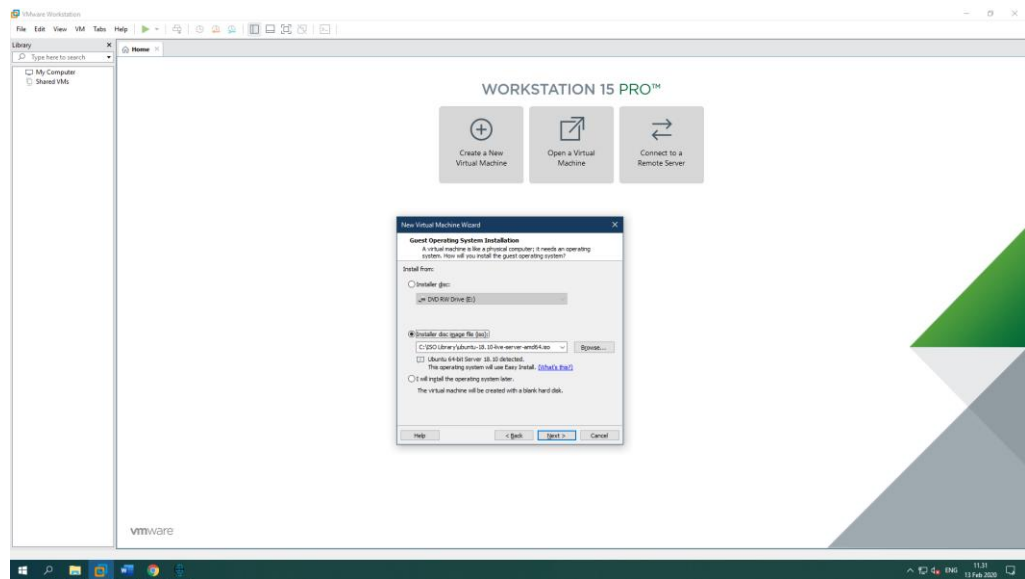 VMware Workstation
File Edit View VM Tabs Help
Library
Type here to search
My Computer
Shared VMs
Home
WORKSTATION 15 PRO™
Create a New
Virtual Machine
Open a Virtual
Machine
Connect to a
Remote Server
New Virtual Machine Wizard
Guest Operating System Installation
A virtual machine is like a physical computer; it needs an operating
system. How will you install the guest operating system?
Install from:
Installer disc:
DVD RW Drive (E:)
Installer disc image file (iso):
C:\ISO Library\ubuntu-18.10-live-server-amd64.iso
Browse...
Ubuntu 64-bit Server 18.10 detected.
This operating system will use Easy Install. (What's this?)
I will install the operating system later.
The virtual machine will be created with a blank hard disk.
Help
< Back
Next >
Cancel
vmware
ENG
11.31
13 Feb 2020